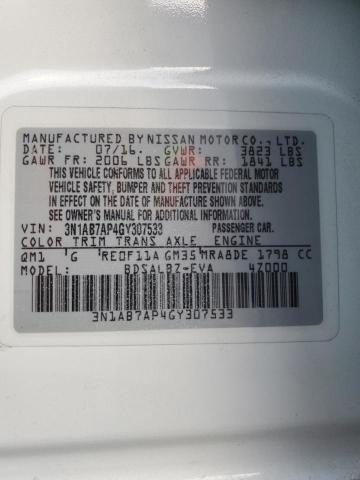 MANUFACTURED BY NISSAN MOTOR CO., LTD.
DATE: 07/16. GVWR: 3823 LBS
GAWR FR: 2006 LBS GAWR RR: 1841 LBS
THIS VEHICLE CONFORMS TO ALL
APPLICABLE FEDERAL MOTOR
VEHICLE SAFETY, BUMPER AND THEFT
PREVENTION STANDARDS IN EFFECT ON
THE DATE OF MANUFACTURE SHOWN ABOVE.
SEE OWNERS MANUAL FOR ADDITIONAL INFORMATION.
VIN: 3N1AB7AP4GY307533 PASSENGER CAR.
COLOR TRIM TRANS AXLE ENGINE
QM1 G RE0F11A GM35 MRA8DE 1798 CC
MODEL: BDSALBZ-EVA 4Z000
3N1AB7AP4GY307533